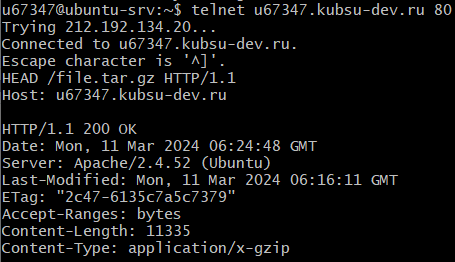 u67347@ubuntu-srv:~$ telnet u67347.kubsu-dev.ru 80
Trying 212.192.134.20...
Connected to u67347.kubsu-dev.ru.
Escape character is '^]'.
HEAD /file.tar.gz HTTP/1.1
Host: u67347.kubsu-dev.ru

HTTP/1.1 200 OK
Date: Mon, 11 Mar 2024 06:24:48 GMT
Server: Apache/2.4.52 (Ubuntu)
Last-Modified: Mon, 11 Mar 2024 06:16:11 GMT
ETag: "2c47-6135c7a5c7379"
Accept-Ranges: bytes
Content-Length: 11335
Content-Type: application/x-gzip